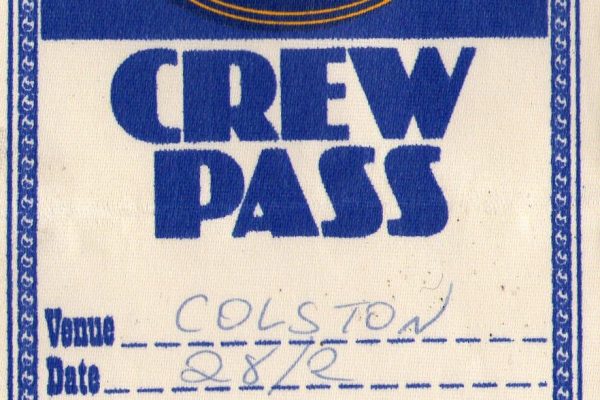 CREW
PASS
Venue COLSTON
Date 28/2